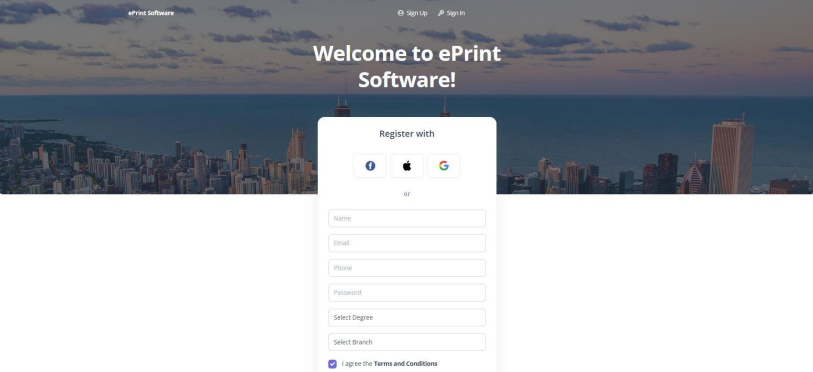 ePrint Software
Sign Up
Sign In
Welcome to ePrint
Software!
Register with
or
Name
Email
Phone
Password
Select Degree
Select Branch
I agree the Terms and Conditions